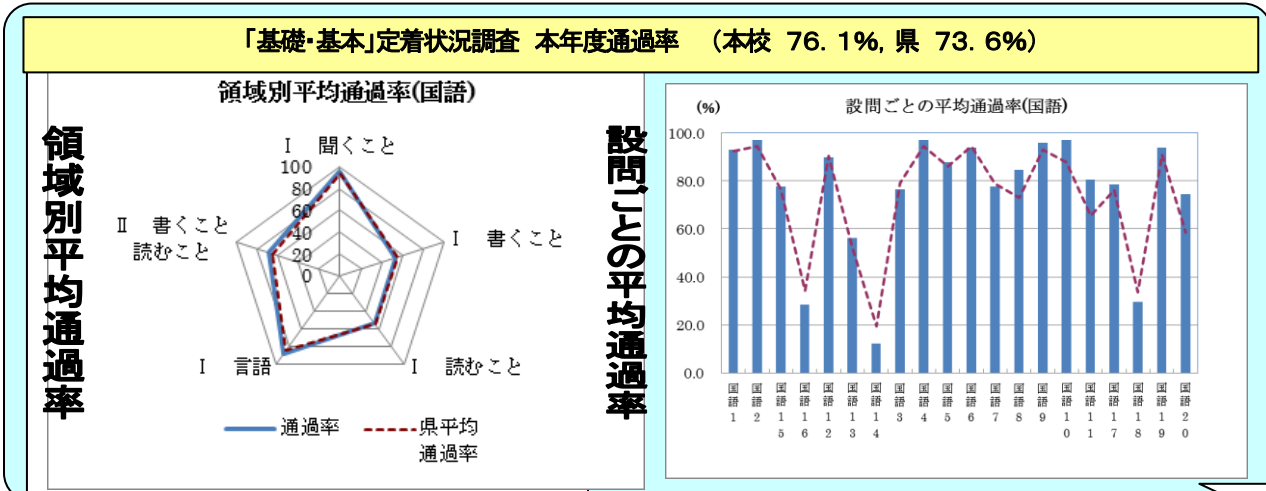 「基礎・基本」定着状況調査 本年度通過率 （本校 76．1％，県 73．6％）
領域別平均通過率
領域別平均通過率(国語)
Ⅰ 聞くこと
Ⅰ 書くこと
Ⅰ 読むこと
Ⅰ 言語
Ⅱ 書くこと
読むこと
100
80
60
40
20
0
通過率
県平均
通過率
設問ごとの平均通過率
設問ごとの平均通過率(国語)
(%)
100.0
80.0
60.0
40.0
20.0
0.0
国語1
国語2
国語15
国語16
国語12
国語13
国語14
国語3
国語4
国語5
国語6
国語7
国語8
国語9
国語10
国語11
国語17
国語18
国語19
国語20